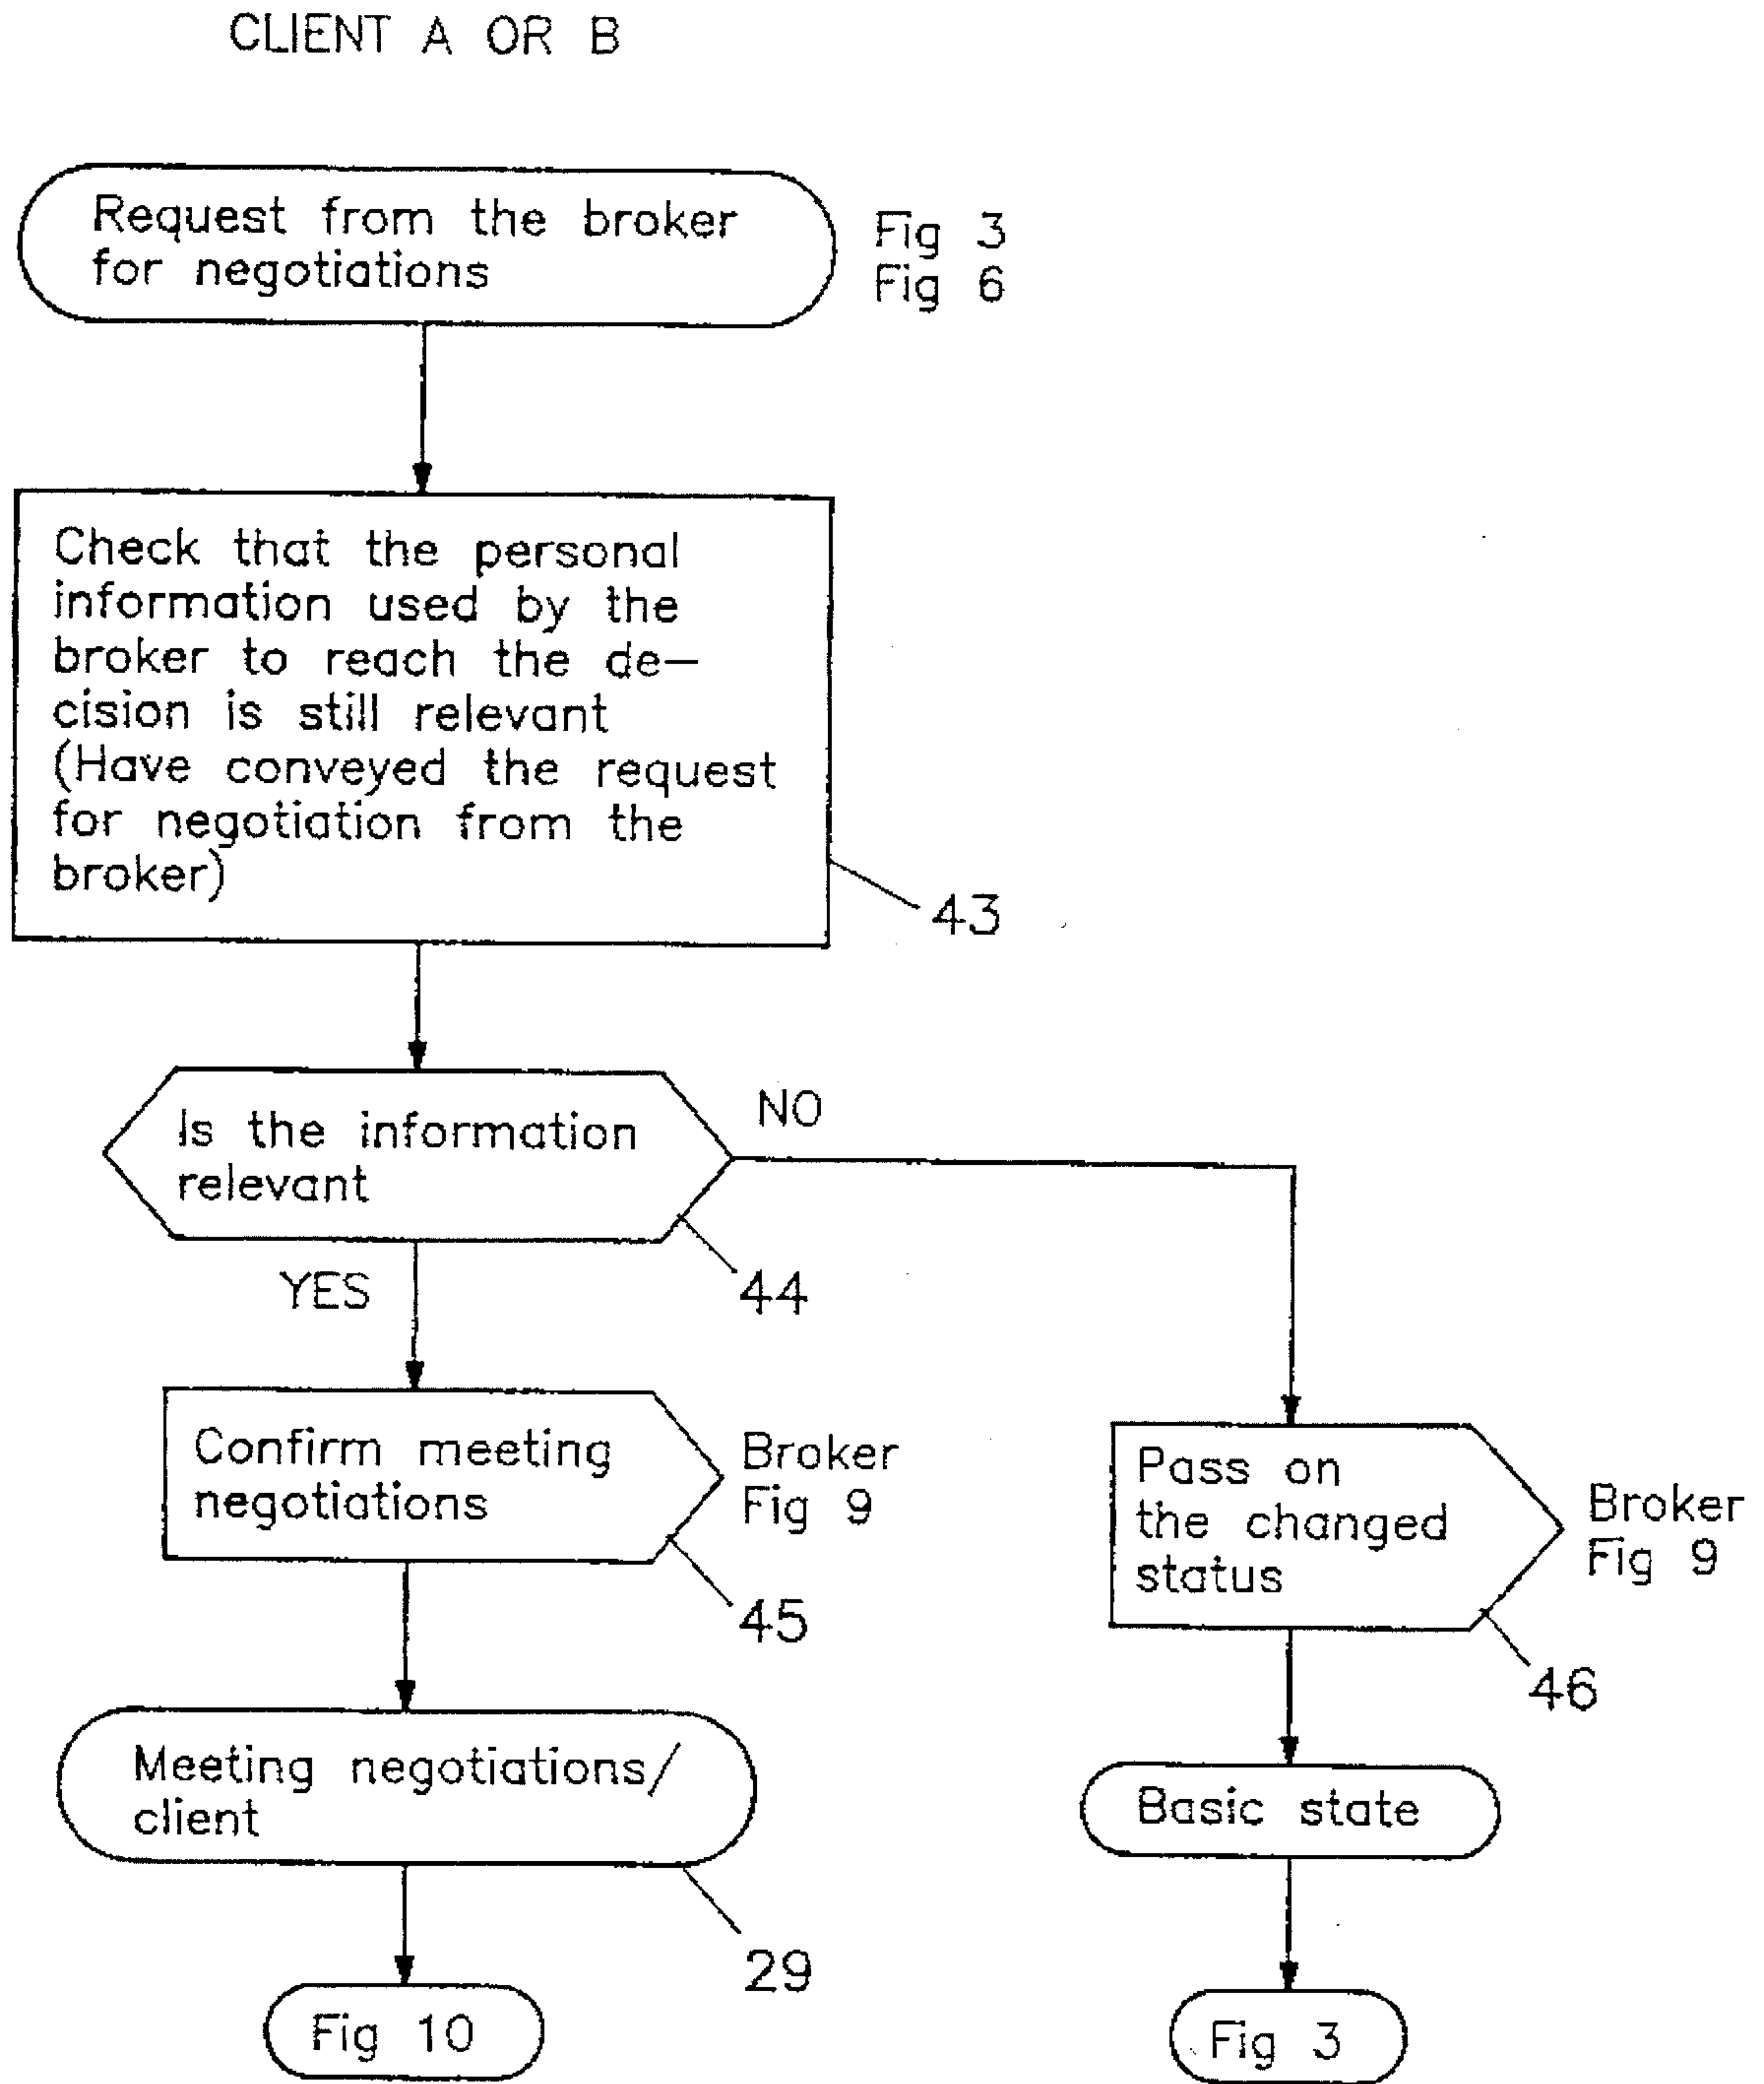 CLIENT A OR B
Request from the broker
for negotiations
Fig 3
Fig 6
Check that the personal
information used by the
broker to reach the de–
cision is still relevant
(Have conveyed the request
for negotiation from the
broker)
43
Is the information
relevant
NO
44
YES
Confirm meeting
negotiations
Broker
Fig 9
45
Pass on
the changed
status
Broker
Fig 9
46
Meeting negotiations/
client
29
Basic state
Fig 10
Fig 3